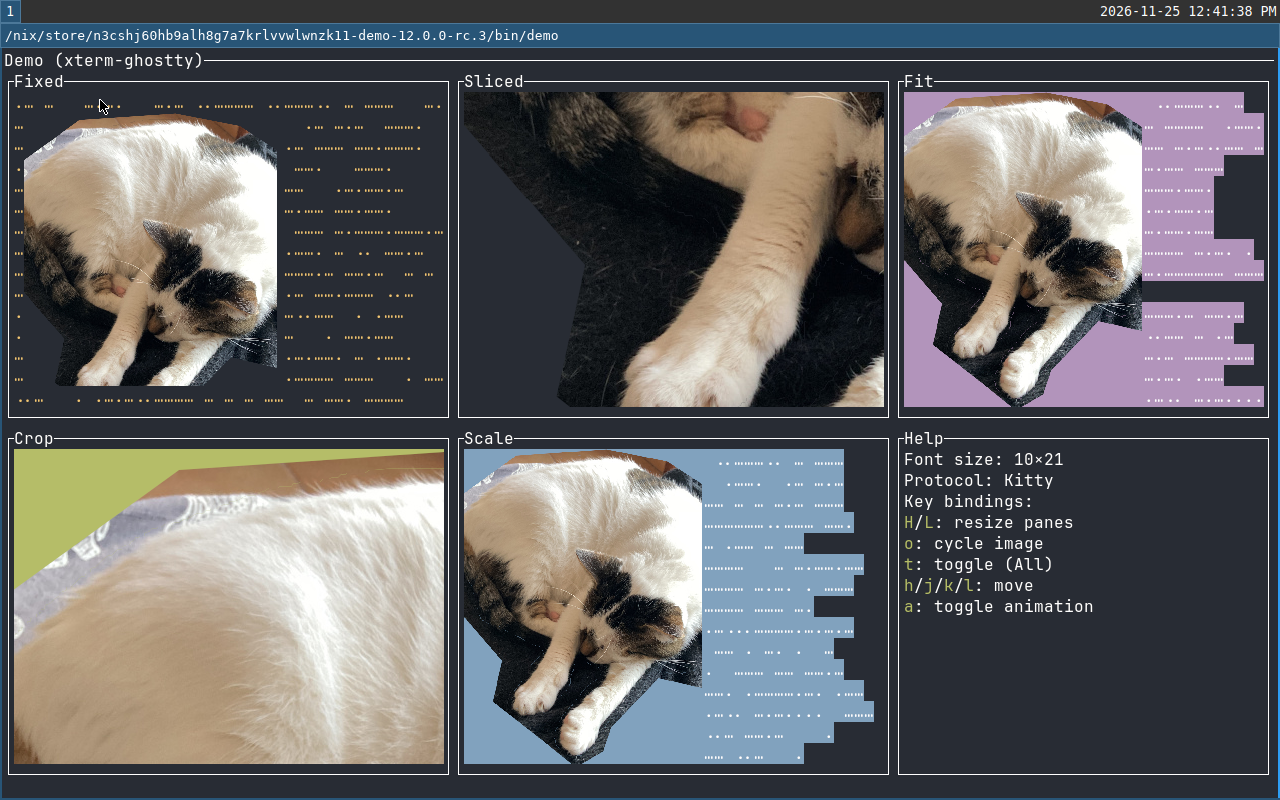 1
2026-11-25 12:41:38 PM
/nix/store/n3cshj60hb9alh8g7a7krlvvwlwnzk11-demo-12.0.0-rc.3/bin/demo
Demo (xterm-ghostty)
Fixed
Sliced
Fit
Crop
Scale
Help
Font size: 10×21
Protocol: Kitty
Key bindings:
H/L: resize panes
o: cycle image
t: toggle (All)
h/j/k/l: move
a: toggle animation